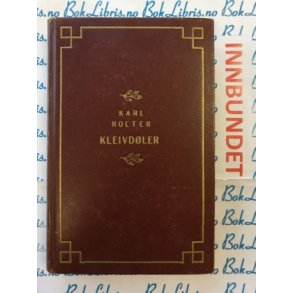 KARL
HOLTER
KLEIVDØLER
INNBUNDET
BokLibris.no